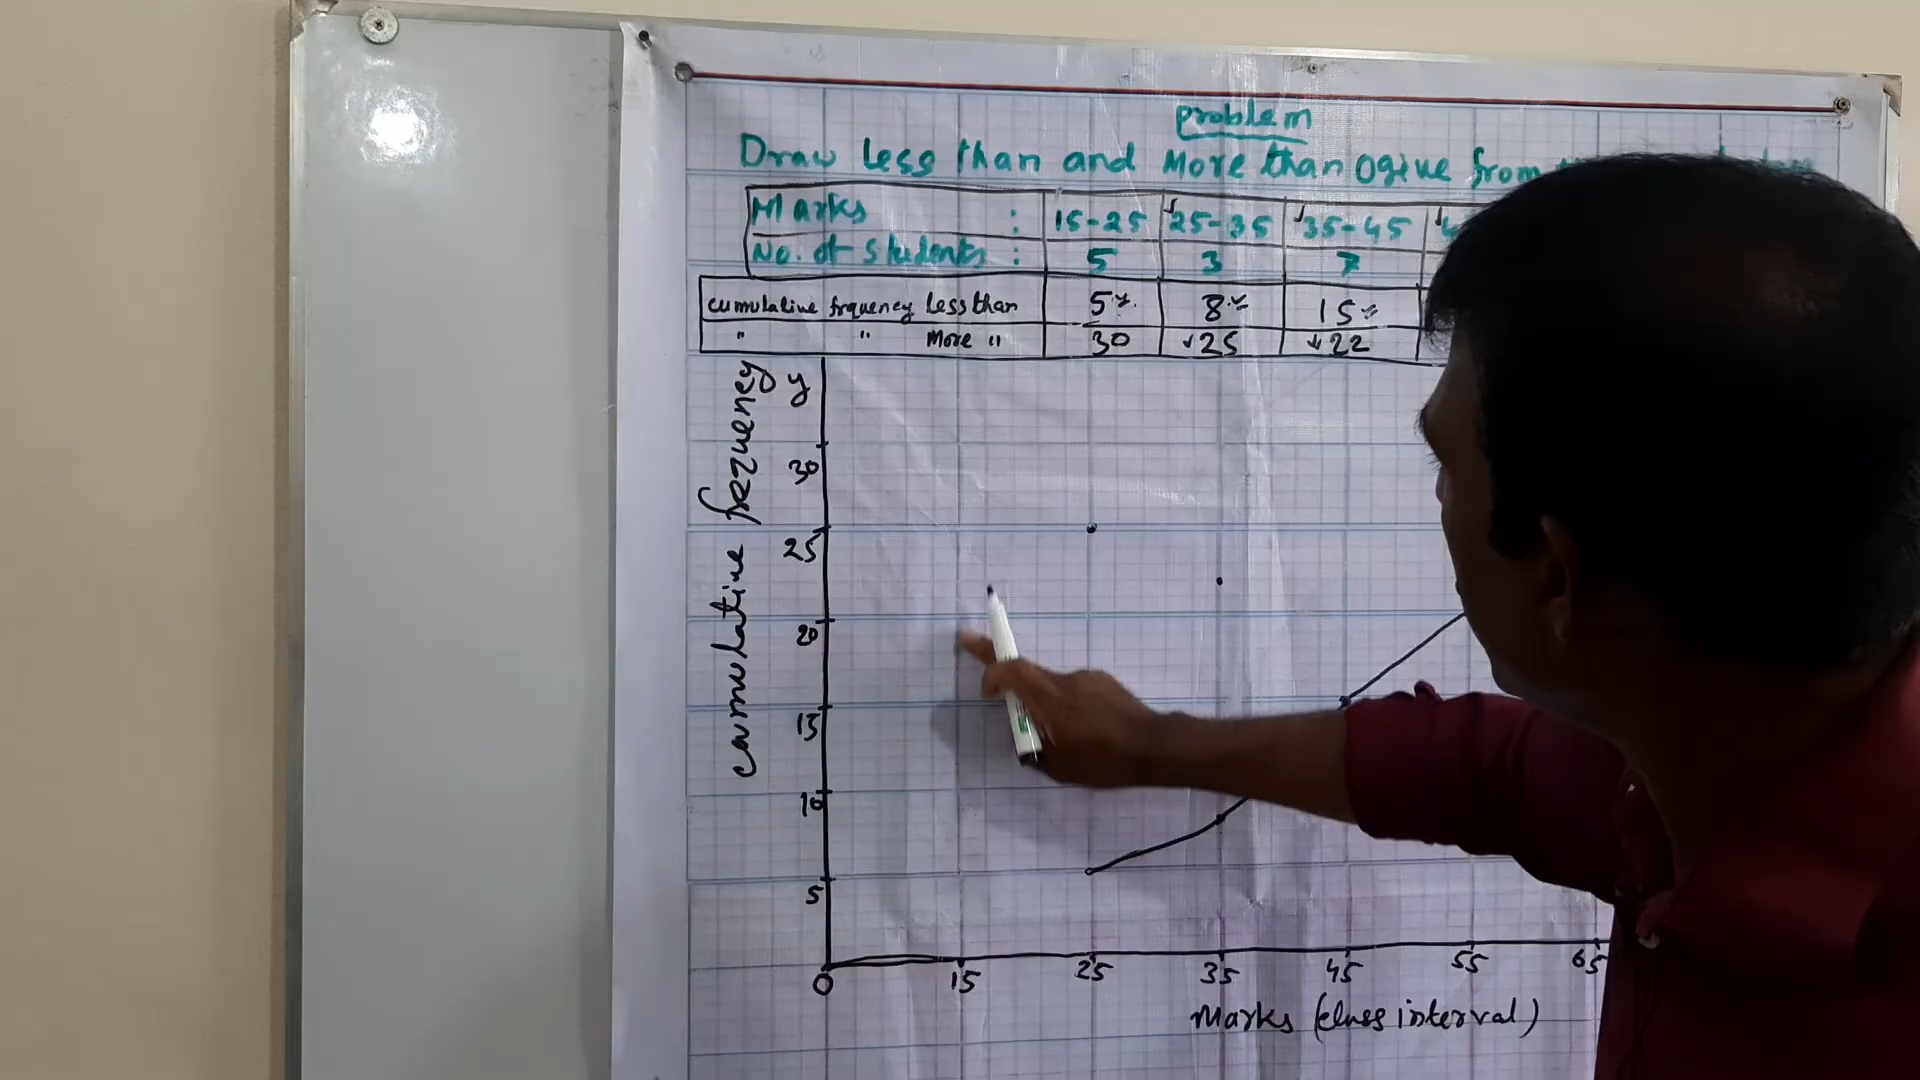 problem
Draw Less than and More than Ogive from
Marks : 15-25 25-35 35-45
No. of Students : 5 3 7
cumulative frquency Less than 5 8 15
" " More " 30 25 22
cumulative frequency
y
30
25
20
15
10
5
0 15 25 35 45 55 65
Marks (class interval)